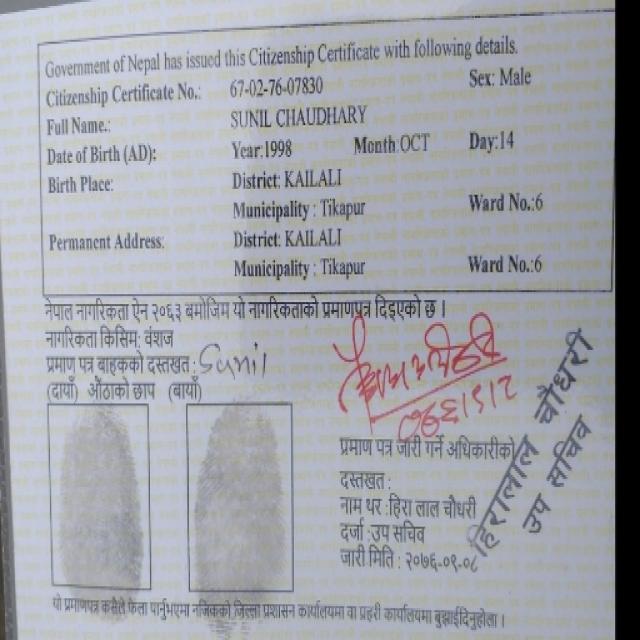 Government of Nepal has issued this Citizenship Certificate with following details.
Citizenship Certificate No.: 67-02-76-07830 Sex: Male
Full Name.: SUNIL CHAUDHARY
Date of Birth (AD): Year:1998 Month:OCT Day:14
Birth Place: District: KAILALI
Municipality : Tikapur Ward No.:6
Permanent Address: District: KAILALI
Municipality : Tikapur Ward No.:6
नेपाल नागरिकता ऐन २०६३ बमोजिम यो नागरिकताको प्रमाणपत्र दिइएको छ ।
नागरिकता किसिम: वंशज
प्रमाण पत्र बाहकको दस्तखत : Sunil
(दायाँ) औंठाको छाप (बायाँ)
प्रमाण पत्र जारी गर्ने अधिकारीको
दस्तखत :
नाम थर :हिरा लाल चौधरी
दर्जा :उप सचिव
जारी मिति : २०७६-०९-०८
हिरालाल चौधरी
उप सचिव
यो प्रमाणपत्र कसैले फेला पार्नुभएमा नजिकको जिल्ला प्रशासन कार्यालयमा वा प्रहरी कार्यालयमा बुझाईदिनुहोला ।